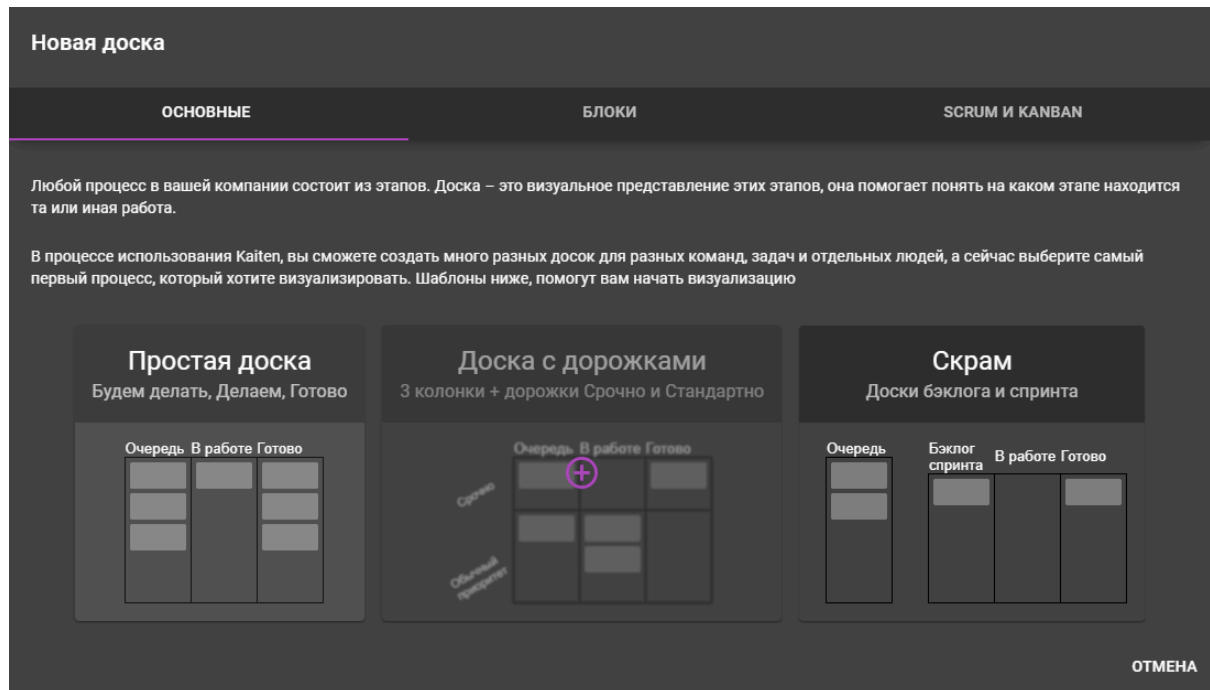 Новая доска
ОСНОВНЫЕ
БЛОКИ
SCRUM И KANBAN
Любой процесс в вашей компании состоит из этапов. Доска – это визуальное представление этих этапов, она помогает понять на каком этапе находится
та или иная работа.
В процессе использования Kaiten, вы сможете создать много разных досок для разных команд, задач и отдельных людей, а сейчас выберите самый
первый процесс, который хотите визуализировать. Шаблоны ниже, помогут вам начать визуализацию
Простая доска
Будем делать, Делаем, Готово
Очередь В работе Готово
Доска с дорожками
3 колонки + дорожки Срочно и Стандартно
Очередь В работе Готово
Срочно
Обычный
приоритет
Скрам
Доски бэклога и спринта
Очередь
Бэклог
спринта
В работе Готово
ОТМЕНА